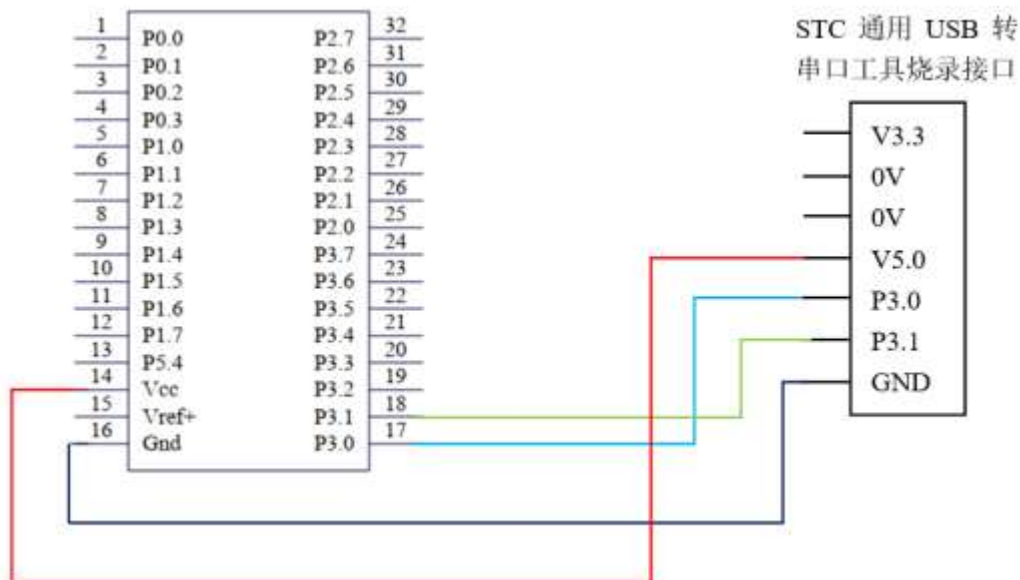 STC 通用 USB 转
串口工具烧录接口
1 P0.0 P2.7 32
2 P0.1 P2.6 31
3 P0.2 P2.5 30
4 P0.3 P2.4 29
5 P1.0 P2.3 28
6 P1.1 P2.2 27
7 P1.2 P2.1 26
8 P1.3 P2.0 25
9 P1.4 P3.7 24
10 P1.5 P3.6 23
11 P1.6 P3.5 22
12 P1.7 P3.4 21
13 P5.4 P3.3 20
14 Vcc P3.2 19
15 Vref+ P3.1 18
16 Gnd P3.0 17
V3.3
0V
0V
V5.0
P3.0
P3.1
GND